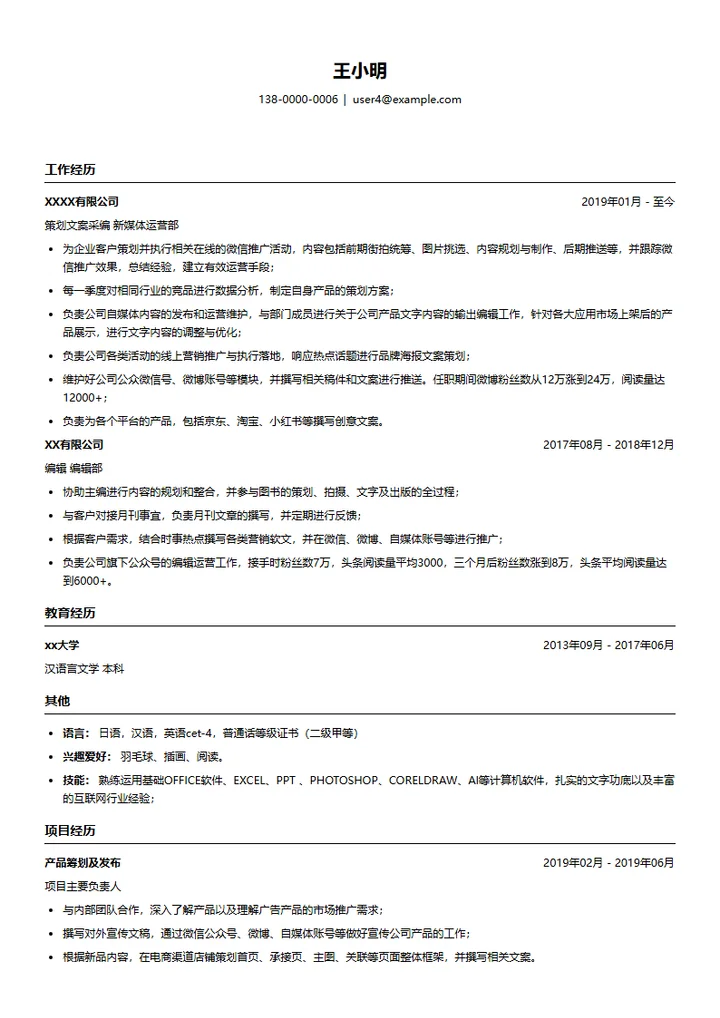 王小明
138-0000-0006 | user4@example.com
工作经历
XXXX有限公司 2019年01月 - 至今
策划文案采编 新媒体运营部
• 为企业客户策划并执行相关在线的微信推广活动，内容包括前期街拍统筹、图片挑选、内容规划与制作、后期推送等，并跟踪微
信推广效果，总结经验，建立有效运营手段；
• 每一季度对相同行业的竞品进行数据分析，制定自身产品的策划方案；
• 负责公司自媒体内容的发布和运营维护，与部门成员进行关于公司产品文字内容的输出编辑工作，针对各大应用市场上架后的产
品展示，进行文字内容的调整与优化；
• 负责公司各类活动的线上营销推广与执行落地，响应热点话题进行品牌海报文案策划；
• 维护好公司公众微信号、微博账号等模块，并撰写相关稿件和文案进行推送。任职期间微博粉丝数从12万涨到24万，阅读量达
12000+；
• 负责为各个平台的产品，包括京东、淘宝、小红书等撰写创意文案。
XX有限公司 2017年08月 - 2018年12月
编辑 编辑部
• 协助主编进行内容的规划和整合，并参与图书的策划、拍摄、文字及出版的全过程；
• 与客户对接月刊事宜，负责月刊文章的撰写，并定期进行反馈；
• 根据客户需求，结合时事热点撰写各类营销软文，并在微信、微博、自媒体账号等进行推广；
• 负责公司旗下公众号的编辑运营工作，接手时粉丝数7万，头条阅读量平均3000，三个月后粉丝数涨到8万，头条平均阅读量达
到6000+。
教育经历
xx大学 2013年09月 - 2017年06月
汉语言文学 本科
其他
• 语言： 日语，汉语，英语cet-4，普通话等级证书（二级甲等）
• 兴趣爱好： 羽毛球、插画、阅读。
• 技能： 熟练运用基础OFFICE软件、EXCEL、PPT 、PHOTOSHOP、CORELDRAW、AI等计算机软件，扎实的文字功底以及丰富
的互联网行业经验；
项目经历
产品筹划及发布 2019年02月 - 2019年06月
项目主要负责人
• 与内部团队合作，深入了解产品以及理解广告产品的市场推广需求；
• 撰写对外宣传文稿，通过微信公众号、微博、自媒体账号等做好宣传公司产品的工作；
• 根据新品内容，在电商渠道店铺策划首页、承接页、主图、关联等页面整体框架，并撰写相关文案。